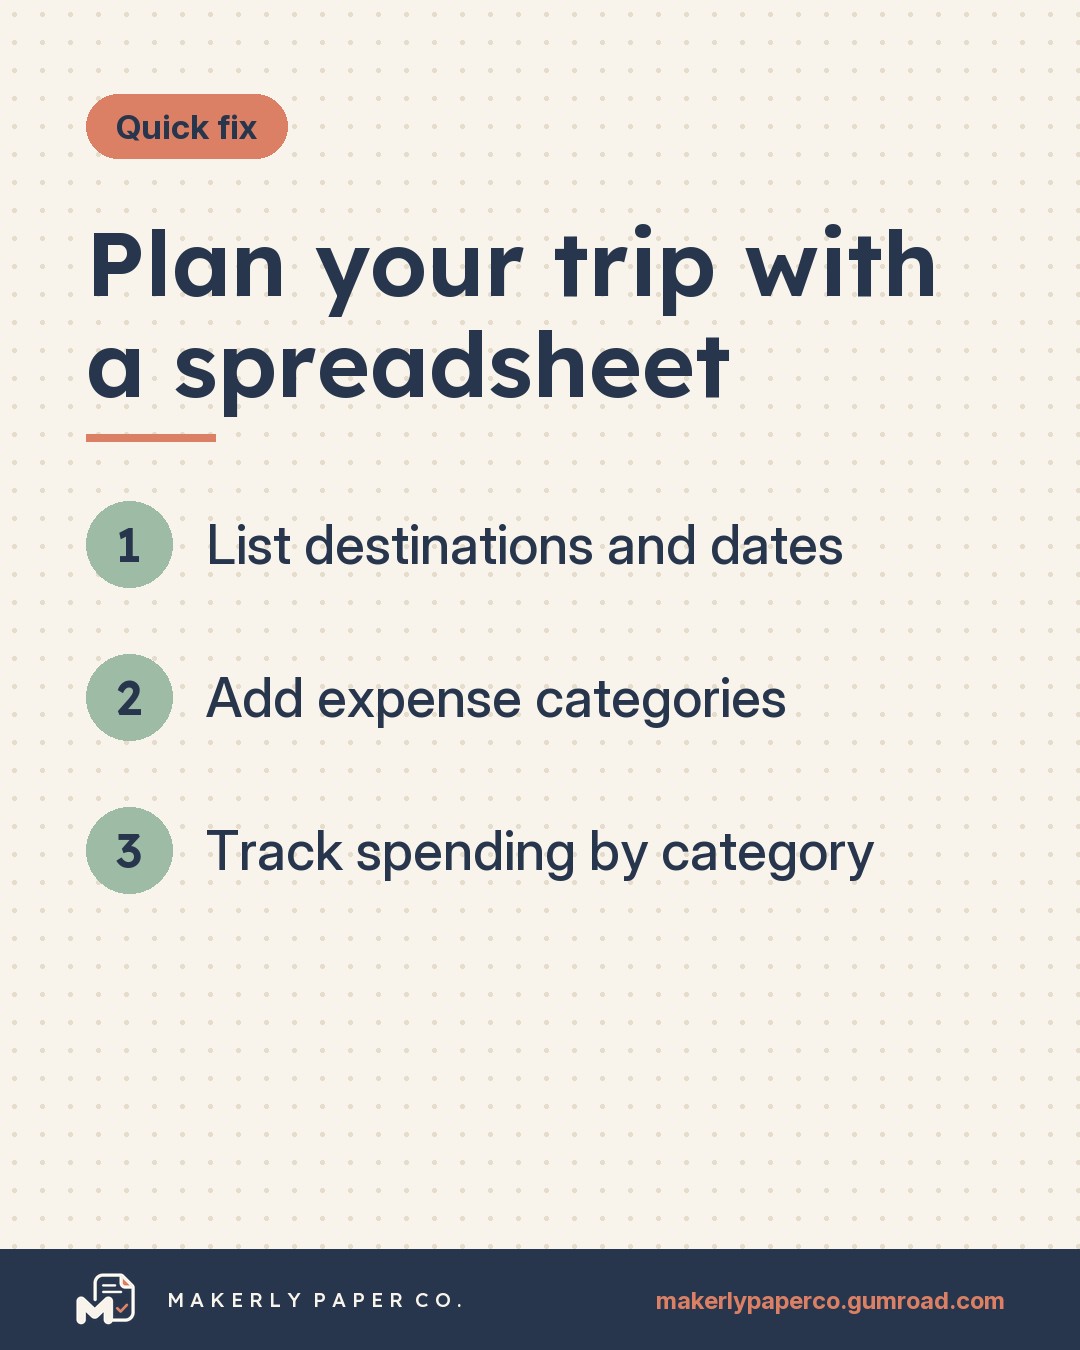 Quick fix
Plan your trip with
a spreadsheet
1 List destinations and dates
2 Add expense categories
3 Track spending by category
MAKERLY PAPER CO.
makerlypaperco.gumroad.com